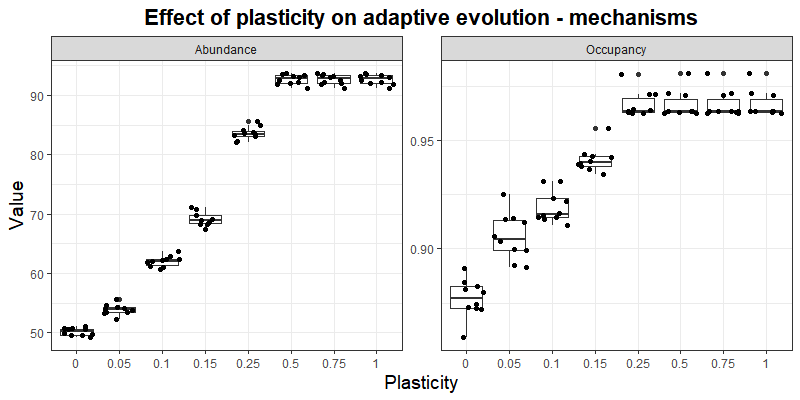 Effect of plasticity on adaptive evolution - mechanisms
Abundance
Occupancy
Value
90
80
70
60
50
0.95
0.90
0 0.05 0.1 0.15 0.25 0.5 0.75 1
0 0.05 0.1 0.15 0.25 0.5 0.75 1
Plasticity